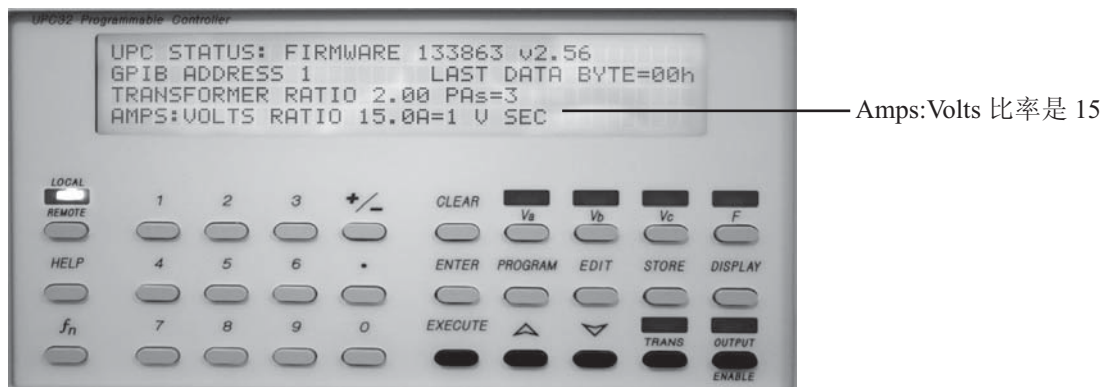 UPC32 Programmable Controller
UPC STATUS: FIRMWARE 133863 v2.56
GPIB ADDRESS 1 LAST DATA BYTE=00h
TRANSFORMER RATIO 2.00 PAs=3
AMPS:VOLTS RATIO 15.0A=1 V SEC
Amps:Volts 比率是 15
LOCAL
REMOTE
1 2 3 +/- CLEAR Va Vb Vc F
HELP 4 5 6 . ENTER PROGRAM EDIT STORE DISPLAY
fn 7 8 9 0 EXECUTE TRANS OUTPUT
ENABLE